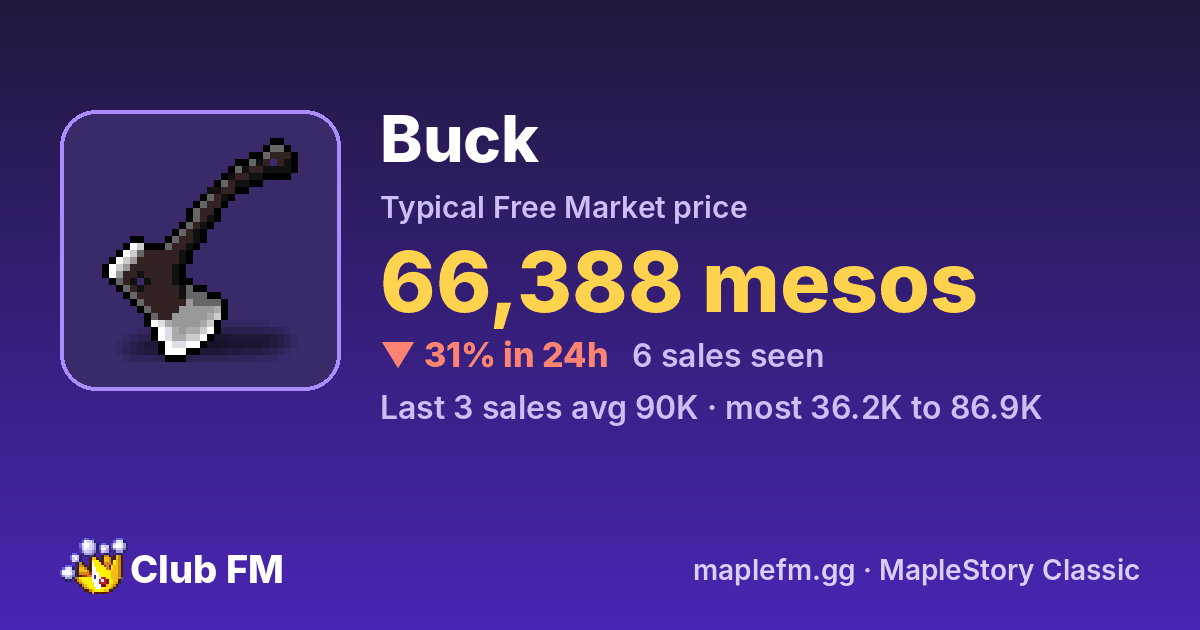 Buck
Typical Free Market price
66,388 mesos
▼ 31% in 24h 6 sales seen
Last 3 sales avg 90K · most 36.2K to 86.9K
Club FM
maplefm.gg · MapleStory Classic